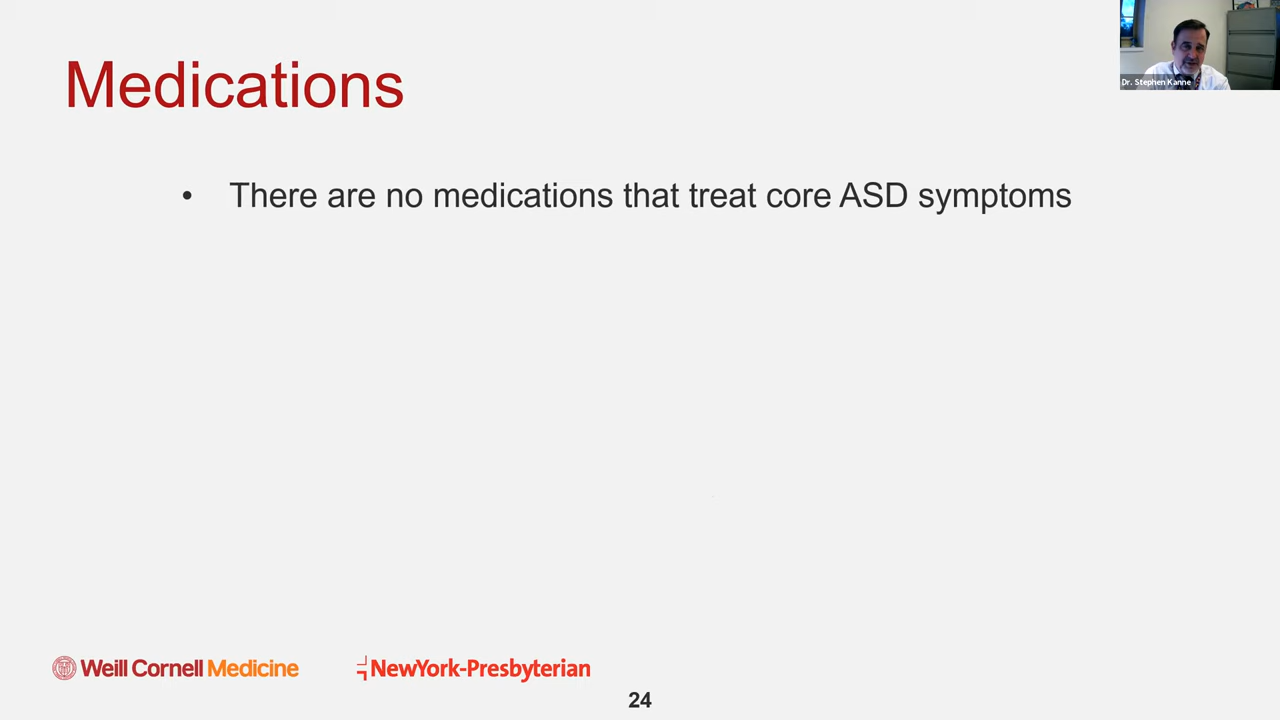 Dr. Stephen Kanne
Medications
• There are no medications that treat core ASD symptoms
Weill Cornell Medicine
NewYork-Presbyterian
24